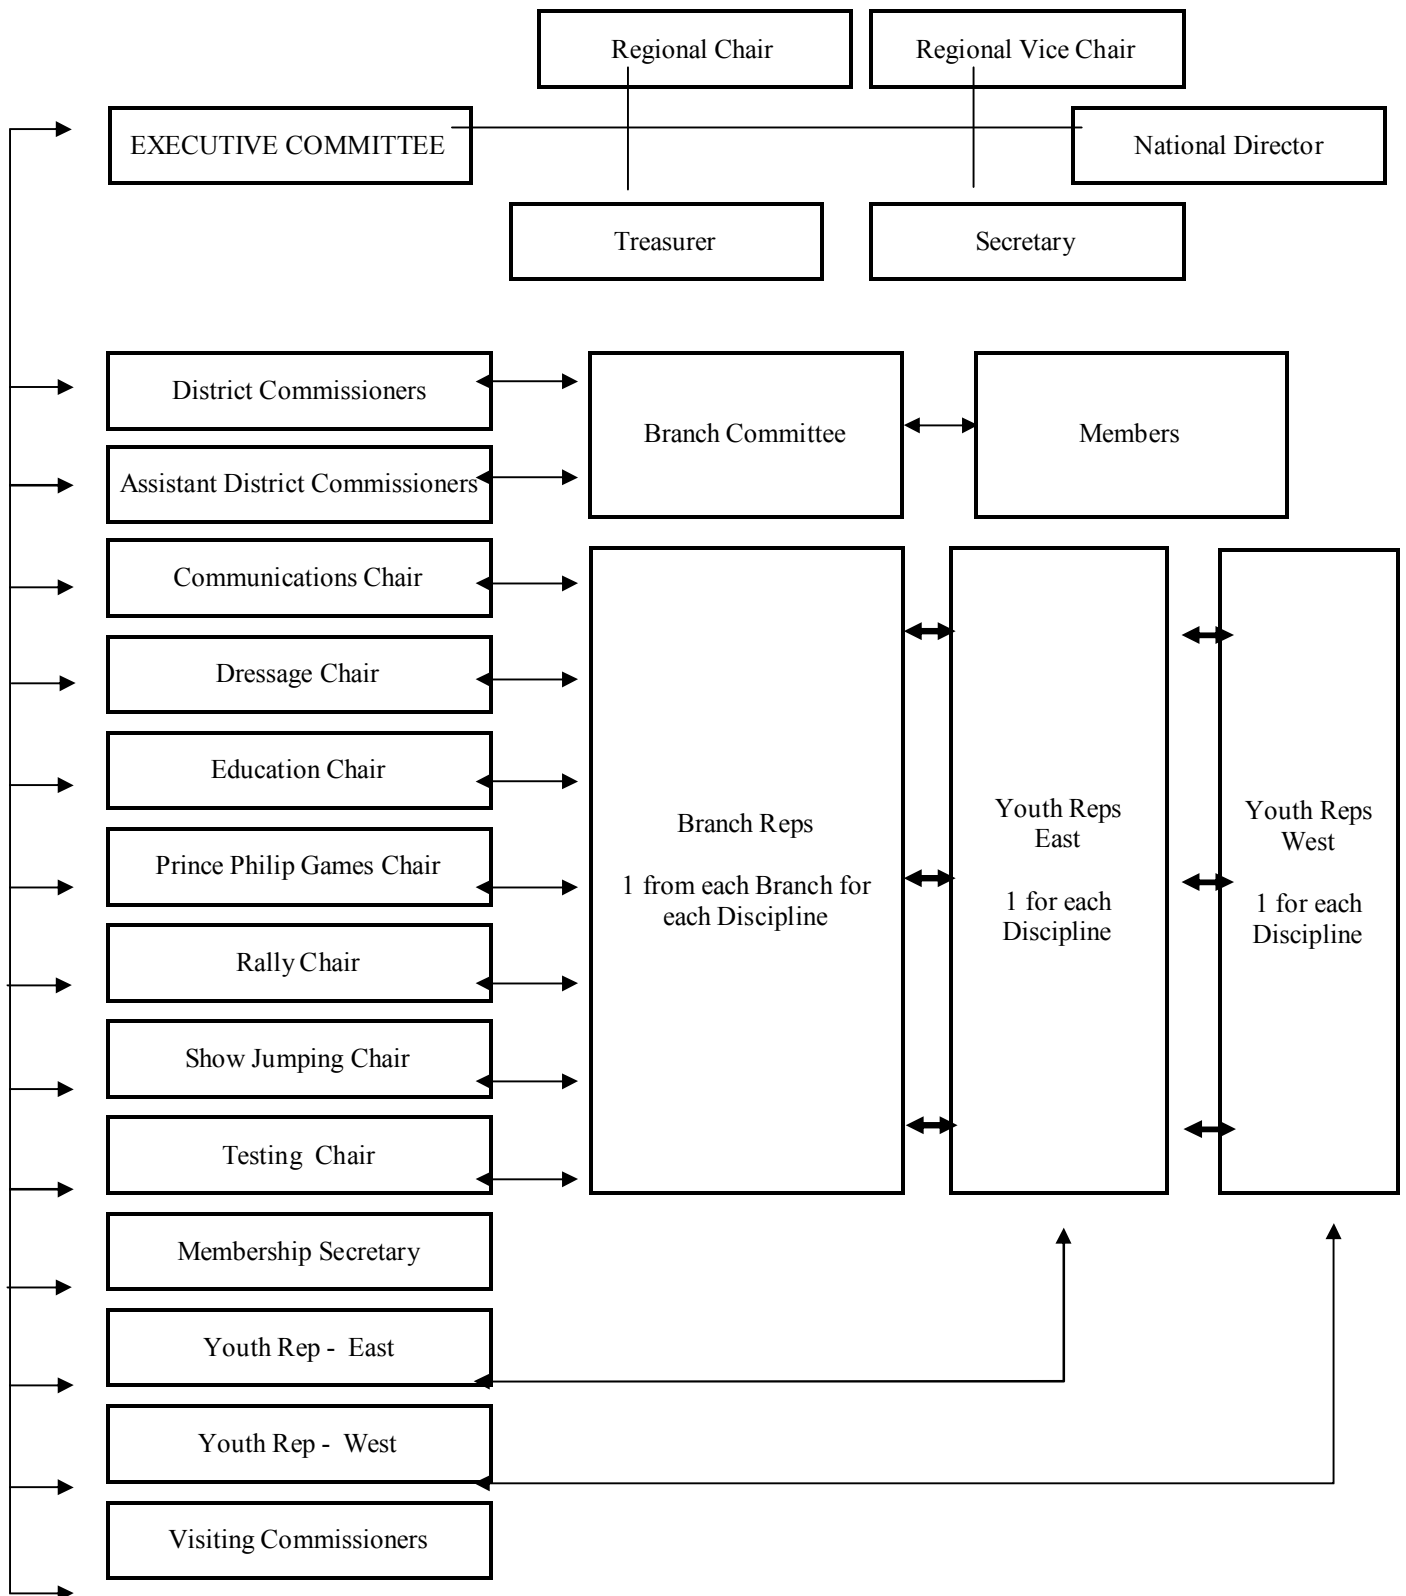 Regional Chair
Regional Vice Chair
EXECUTIVE COMMITTEE
National Director
Treasurer
Secretary
District Commissioners
Branch Committee
Members
Assistant District Commissioners
Communications Chair
Dressage Chair
Education Chair
Prince Philip Games Chair
Rally Chair
Show Jumping Chair
Testing Chair
Membership Secretary
Youth Rep - East
Youth Rep - West
Visiting Commissioners
Branch Reps
1 from each Branch for
each Discipline
Youth Reps
East
1 for each
Discipline
Youth Reps
West
1 for each
Discipline